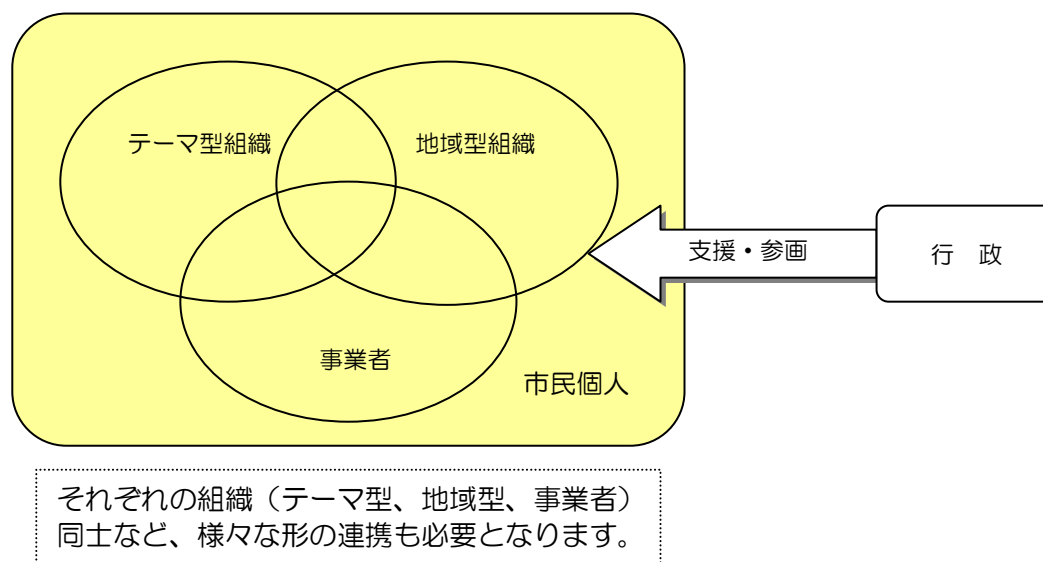 テーマ型組織
地域型組織
支援・参画
行　政
事業者
市民個人
それぞれの組織（テーマ型、地域型、事業者）
同士など、様々な形の連携も必要となります。